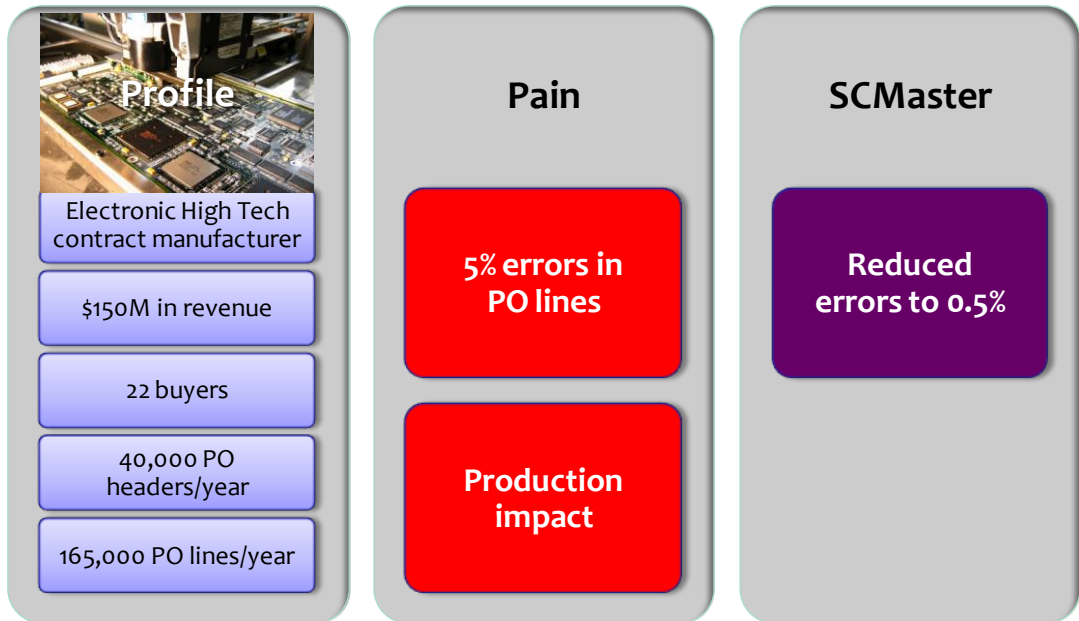 Profile
Electronic High Tech
contract manufacturer
$150M in revenue
22 buyers
40,000 PO
headers/year
165,000 PO lines/year
Pain
5% errors in
PO lines
Production
impact
SCMaster
Reduced
errors to 0.5%